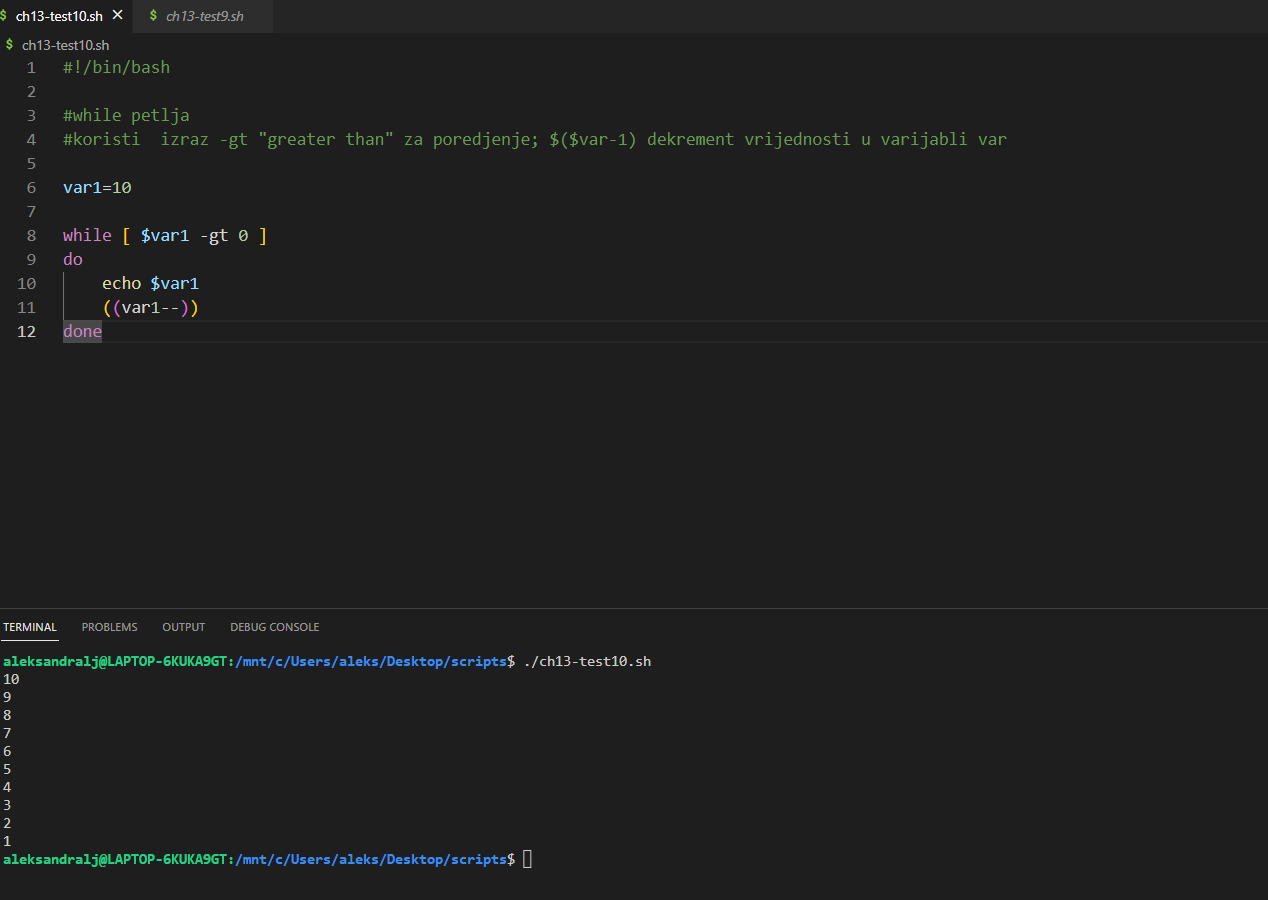 $ ch13-test10.sh × $ ch13-test9.sh
$ ch13-test10.sh
1 #!/bin/bash
2
3 #while petlja
4 #koristi  izraz -gt "greater than" za poredjenje; $($var-1) dekrement vrijednosti u varijabli var
5
6 var1=10
7
8 while [ $var1 -gt 0 ]
9 do
10     echo $var1
11     ((var1--))
12 done
TERMINAL PROBLEMS OUTPUT DEBUG CONSOLE
aleksandralj@LAPTOP-6KUKA9GT:/mnt/c/Users/aleks/Desktop/scripts$ ./ch13-test10.sh
10
9
8
7
6
5
4
3
2
1
aleksandralj@LAPTOP-6KUKA9GT:/mnt/c/Users/aleks/Desktop/scripts$